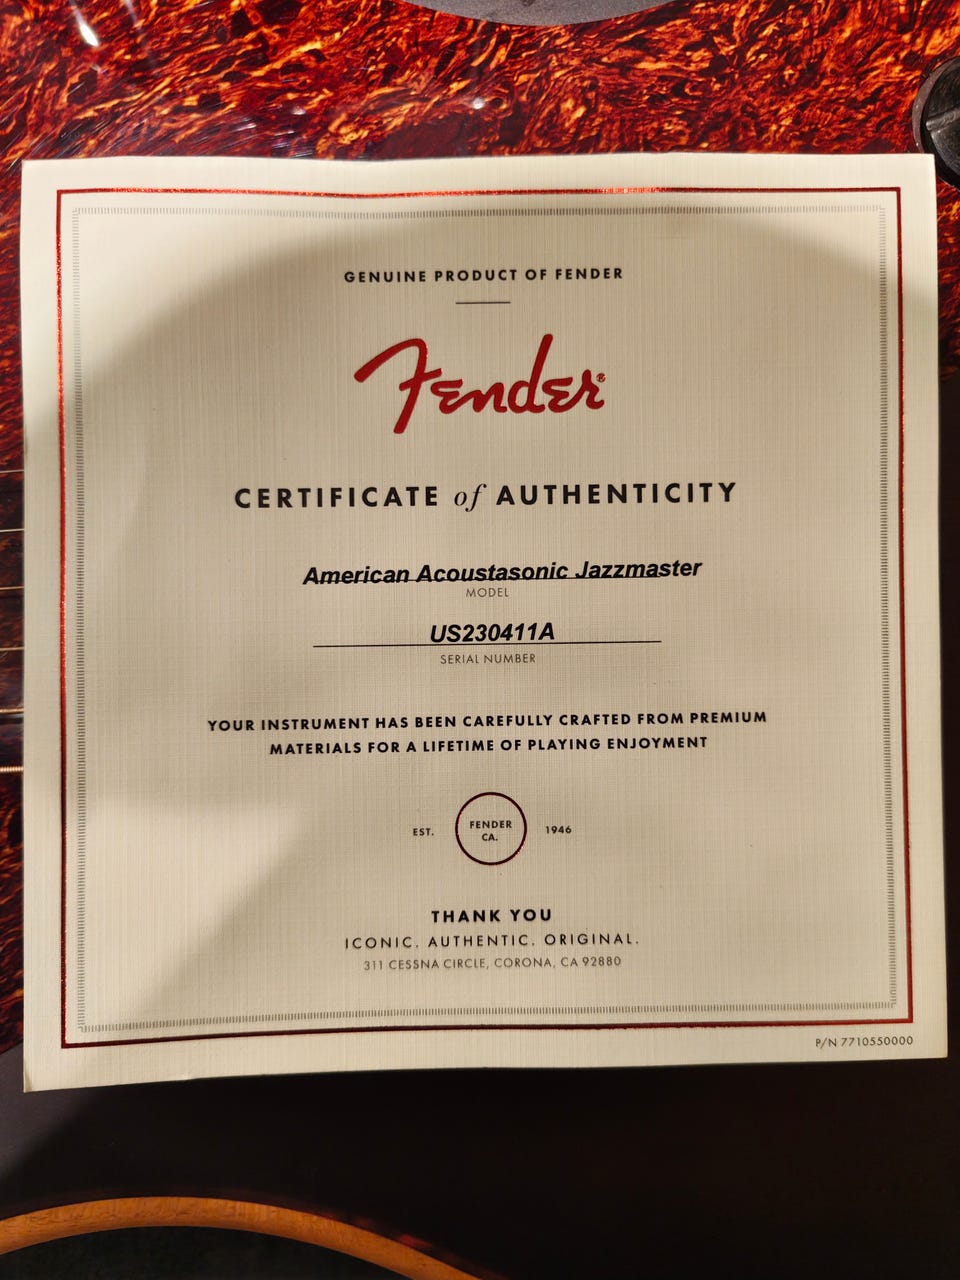 GENUINE PRODUCT OF FENDER
Fender®
CERTIFICATE of AUTHENTICITY
American Acoustasonic Jazzmaster
MODEL
US230411A
SERIAL NUMBER
YOUR INSTRUMENT HAS BEEN CAREFULLY CRAFTED FROM PREMIUM
MATERIALS FOR A LIFETIME OF PLAYING ENJOYMENT
EST. FENDER CA. 1946
THANK YOU
ICONIC. AUTHENTIC. ORIGINAL.
311 CESSNA CIRCLE, CORONA, CA 92880
P/N 7710550000